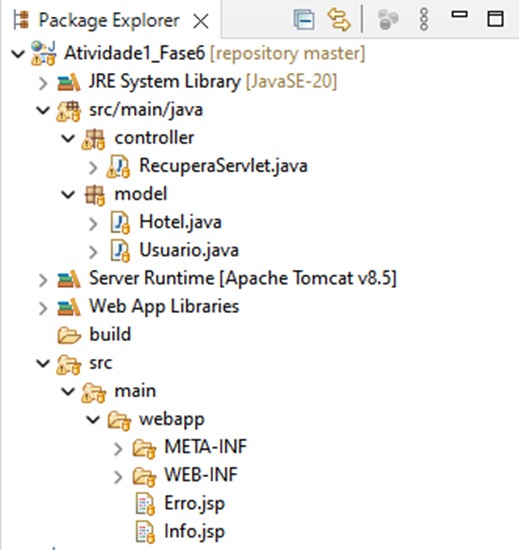 Package Explorer
Atividade1_Fase6 [repository master]
JRE System Library [JavaSE-20]
src/main/java
controller
RecuperaServlet.java
model
Hotel.java
Usuario.java
Server Runtime [Apache Tomcat v8.5]
Web App Libraries
build
src
main
webapp
META-INF
WEB-INF
Erro.jsp
Info.jsp